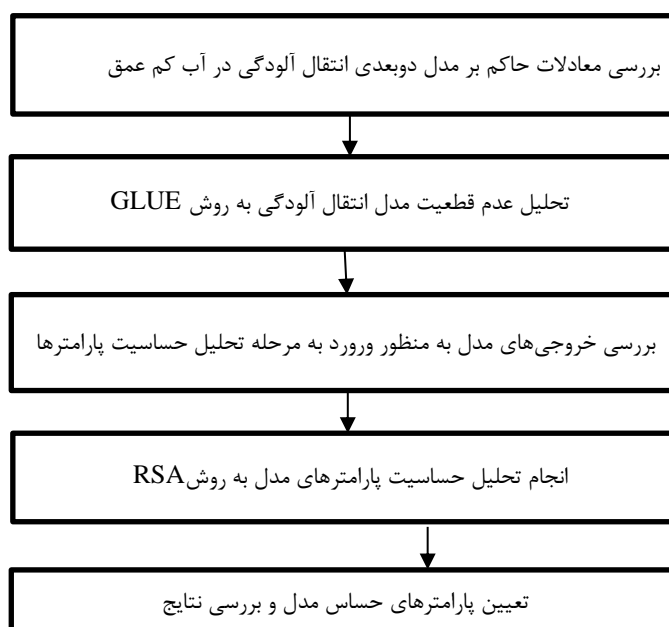 بررسی معادلات حاکم بر مدل دوبعدی انتقال آلودگی در آب کم عمق
تحلیل عدم قطعیت مدل انتقال آلودگی به روش GLUE
بررسی خروجی‌های مدل به منظور ورورد به مرحله تحلیل حساسیت پارامترها
انجام تحلیل حساسیت پارامترهای مدل به روشRSA
تعیین پارامترهای حساس مدل و بررسی نتایج